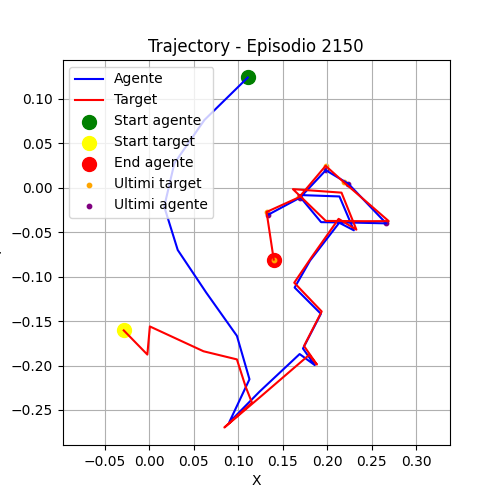 Trajectory - Episodio 2150
Agente
Target
Start agente
Start target
End agente
Ultimi target
Ultimi agente
0.10
0.05
0.00
−0.05
−0.10
−0.15
−0.20
−0.25
−0.05
0.00
0.05
0.10
0.15
0.20
0.25
0.30
X